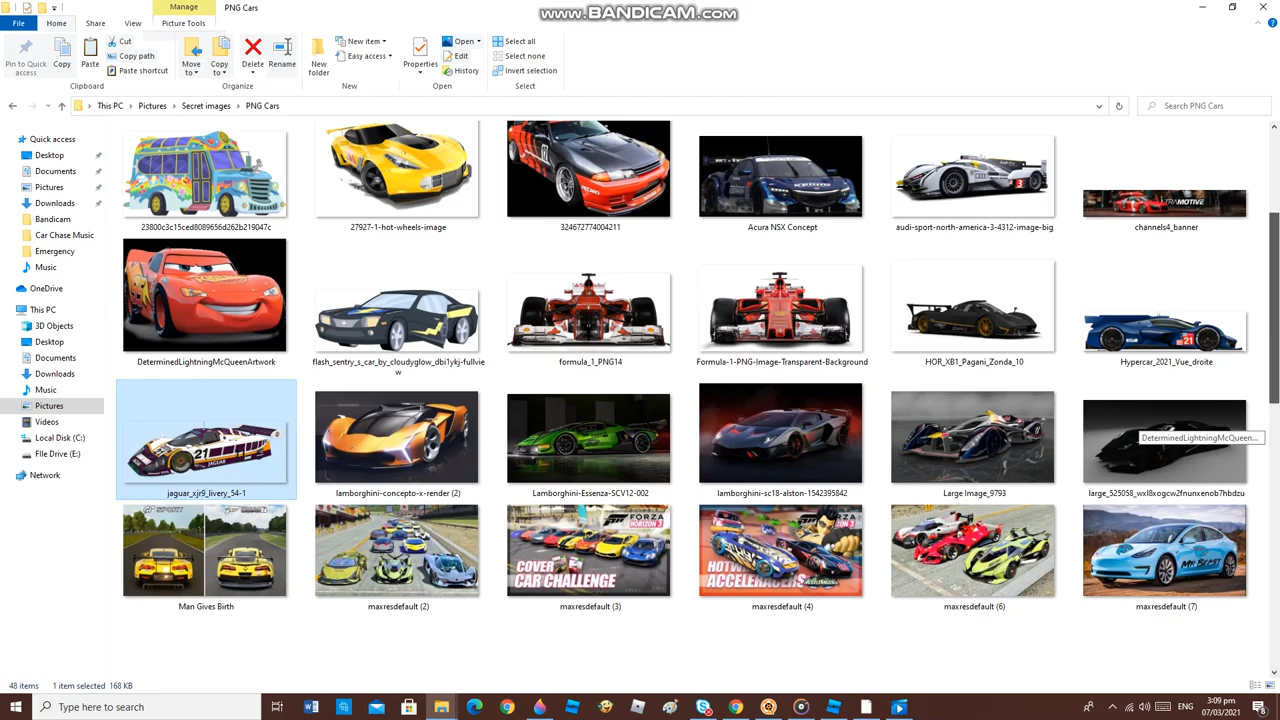 Manage
PNG Cars
www.BANDICAM.com
File
Home
Share
View
Picture Tools
Pin to Quick access
Copy
Paste
Cut
Copy path
Paste shortcut
Clipboard
Move to
Copy to
Delete
Rename
Organize
New folder
New item
Easy access
New
Properties
Open
Edit
History
Open
Select all
Select none
Invert selection
Select
This PC
Pictures
Secret images
PNG Cars
Search PNG Cars
Quick access
Desktop
Documents
Pictures
Downloads
Bandicam
Car Chase Music
Emergency
Music
OneDrive
This PC
3D Objects
Desktop
Documents
Downloads
Music
Pictures
Videos
Local Disk (C:)
File Drive (E:)
Network
23800c3c15ced8089656d262b219047c
27927-1-hot-wheels-image
324672774004211
Acura NSX Concept
audi-sport-north-america-3-4312-image-big
channels4_banner
DeterminedLightningMcQueenArtwork
flash_sentry_s_car_by_cloudyglow_dbi1ykj-fullvie
w
formula_1_PNG14
Formula-1-PNG-Image-Transparent-Background
HOR_XB1_Pagani_Zonda_10
Hypercar_2021_Vue_droite
21
21
JAGUAR
DeterminedLightningMcQueen...
jaguar_xjr9_livery_54-1
lamborghini-concepto-x-render (2)
Lamborghini-Essenza-SCV12-002
lamborghini-sc18-alston-1542395842
Large Image_9793
large_525058_wxl8xogcw2fnunxenob7hbdzu
FORZA
HORIZON 3
COVER
CAR CHALLENGE
FORZA
HOTW
ACCELERACERS
MR. BEAST
Man Gives Birth
maxresdefault (2)
maxresdefault (3)
maxresdefault (4)
maxresdefault (6)
maxresdefault (7)
48 items
1 item selected 168 KB
Type here to search
ENG
3:09 pm
07/03/2021